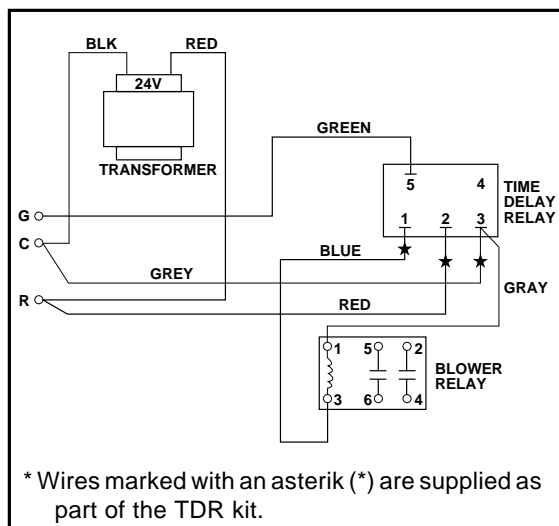 BLK RED
24V
TRANSFORMER
GREEN
5 4
TIME
DELAY
RELAY
1 2 3
G
C
BLUE
GREY
GRAY
R
RED
1 5 2
BLOWER
RELAY
3 6 4
* Wires marked with an asterik (*) are supplied as
part of the TDR kit.